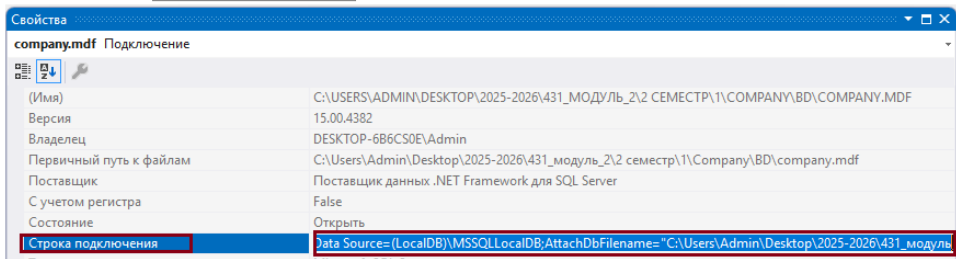 Свойства
company.mdf Подключение
(Имя) C:\USERS\ADMIN\DESKTOP\2025-2026\431_МОДУЛЬ_2\2 СЕМЕСТР\1\COMPANY\BD\COMPANY.MDF
Версия 15.00.4382
Владелец DESKTOP-6B6CS0E\Admin
Первичный путь к файлам C:\Users\Admin\Desktop\2025-2026\431_модуль_2\2 семестр\1\Company\BD\company.mdf
Поставщик Поставщик данных .NET Framework для SQL Server
С учетом регистра False
Состояние Открыть
Строка подключения Data Source=(LocalDB)\MSSQLLocalDB;AttachDbFilename="C:\Users\Admin\Desktop\2025-2026\431_модуль